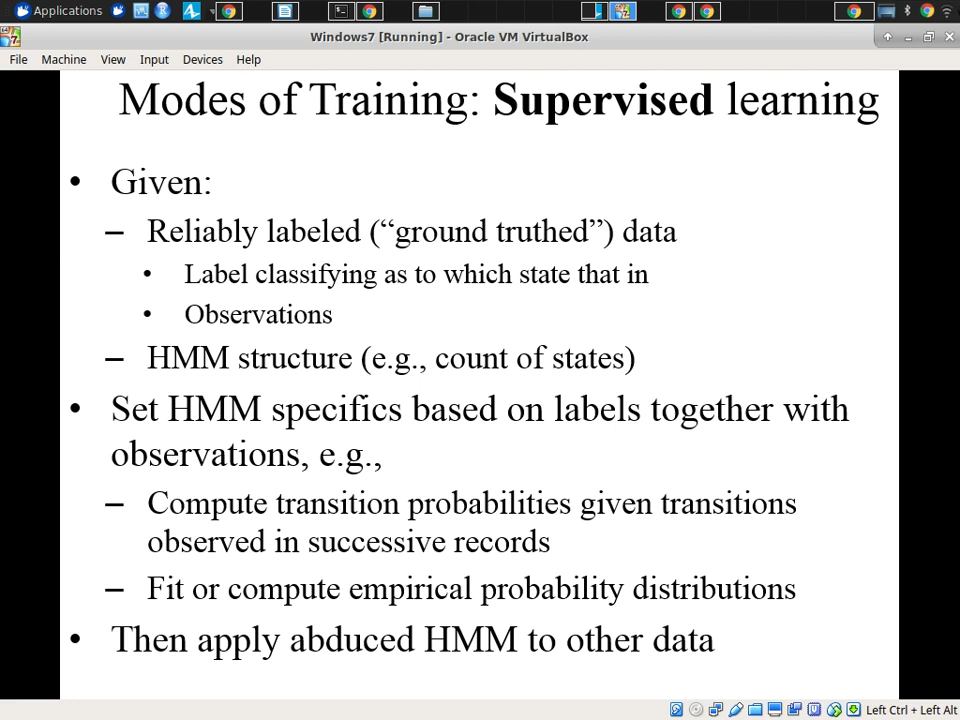 Applications
Windows7 [Running] - Oracle VM VirtualBox
File Machine View Input Devices Help
Modes of Training: Supervised learning
• Given:
– Reliably labeled (“ground truthed”) data
• Label classifying as to which state that in
• Observations
– HMM structure (e.g., count of states)
• Set HMM specifics based on labels together with
observations, e.g.,
– Compute transition probabilities given transitions
observed in successive records
– Fit or compute empirical probability distributions
• Then apply abduced HMM to other data
Left Ctrl + Left Alt